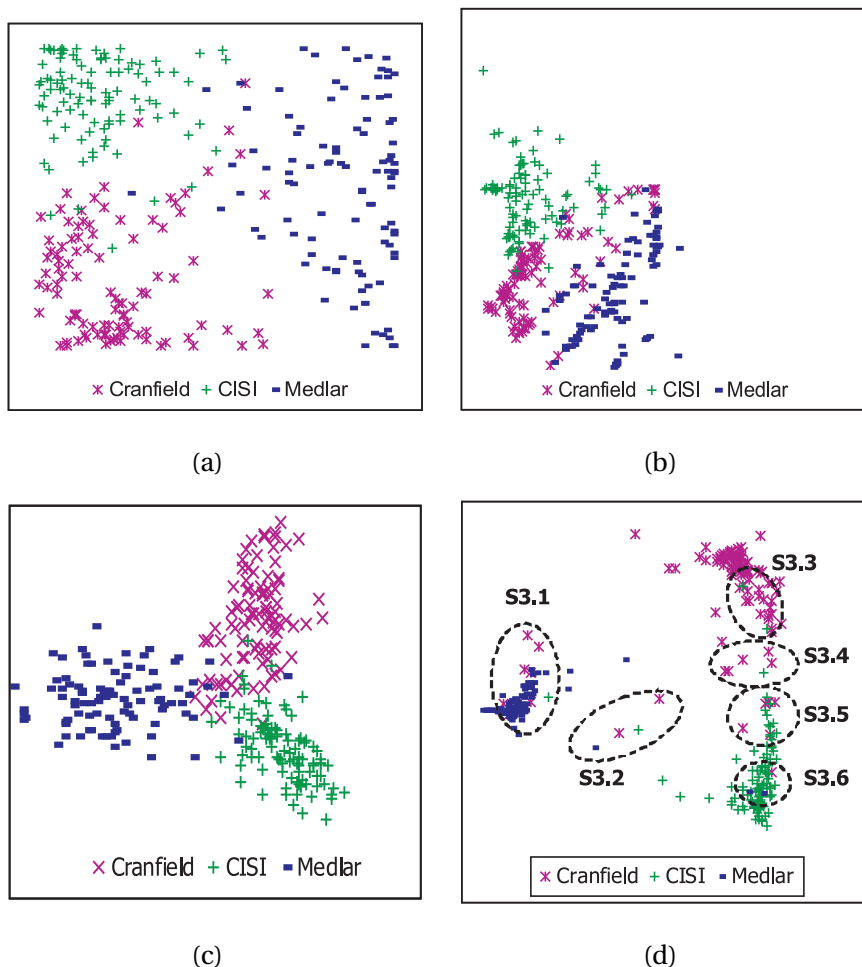 Cranfield CISI Medlar
Cranfield CISI Medlar
(a)
(b)
Cranfield CISI Medlar
(c)
S3.3
S3.1
S3.4
S3.5
S3.2
S3.6
Cranfield CISI Medlar
(d)